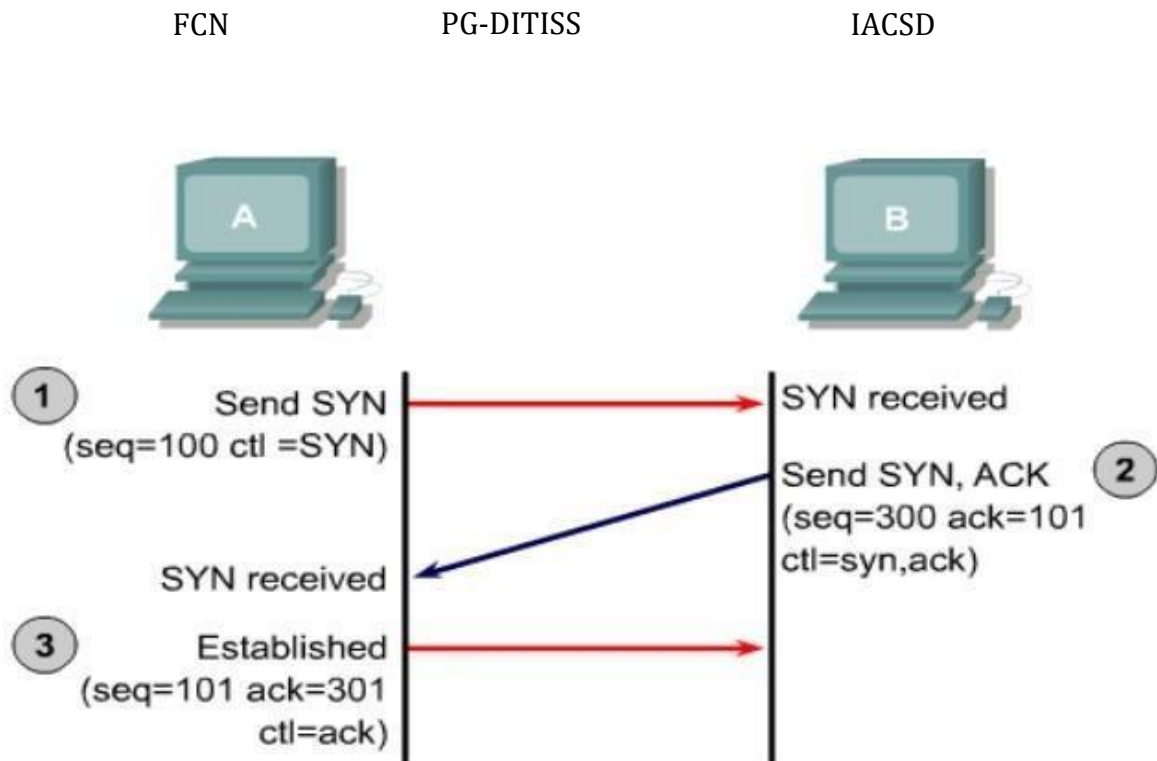 FCN PG-DITISS IACSD
A
B
1
Send SYN
(seq=100 ctl =SYN)
SYN received
Send SYN, ACK
(seq=300 ack=101
ctl=syn,ack)
2
SYN received
3
Established
(seq=101 ack=301
ctl=ack)